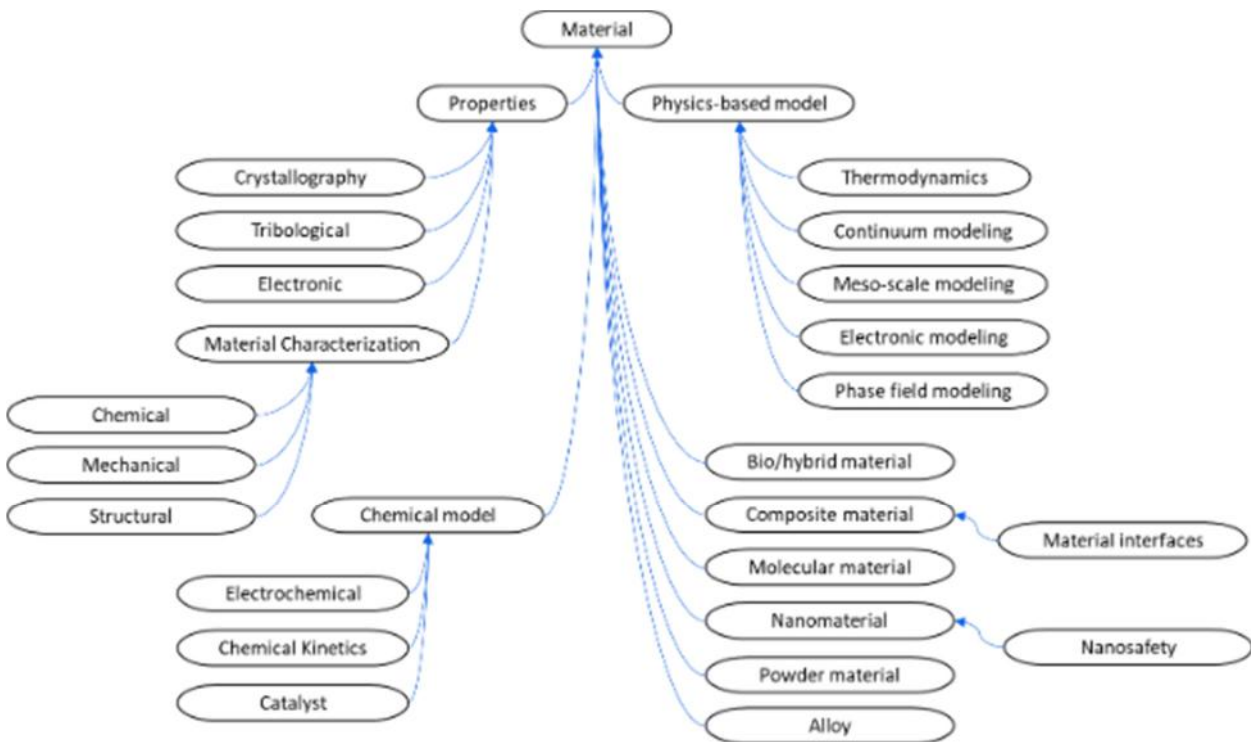 Material
Properties
Physics-based model
Crystallography
Thermodynamics
Tribological
Continuum modeling
Electronic
Meso-scale modeling
Material Characterization
Electronic modeling
Phase field modeling
Chemical
Mechanical
Bio/hybrid material
Structural
Chemical model
Composite material
Material interfaces
Molecular material
Electrochemical
Nanomaterial
Chemical Kinetics
Nanosafety
Powder material
Catalyst
Alloy